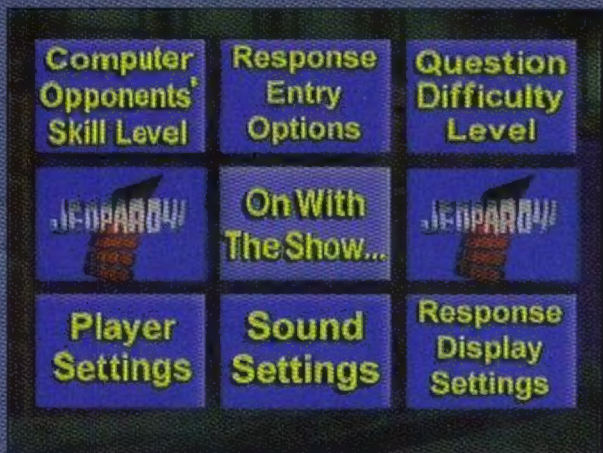 Computer
Opponents'
Skill Level
Response
Entry
Options
Question
Difficulty
Level
JEOPARDY!
On With
The Show...
JEOPARDY!
Player
Settings
Sound
Settings
Response
Display
Settings